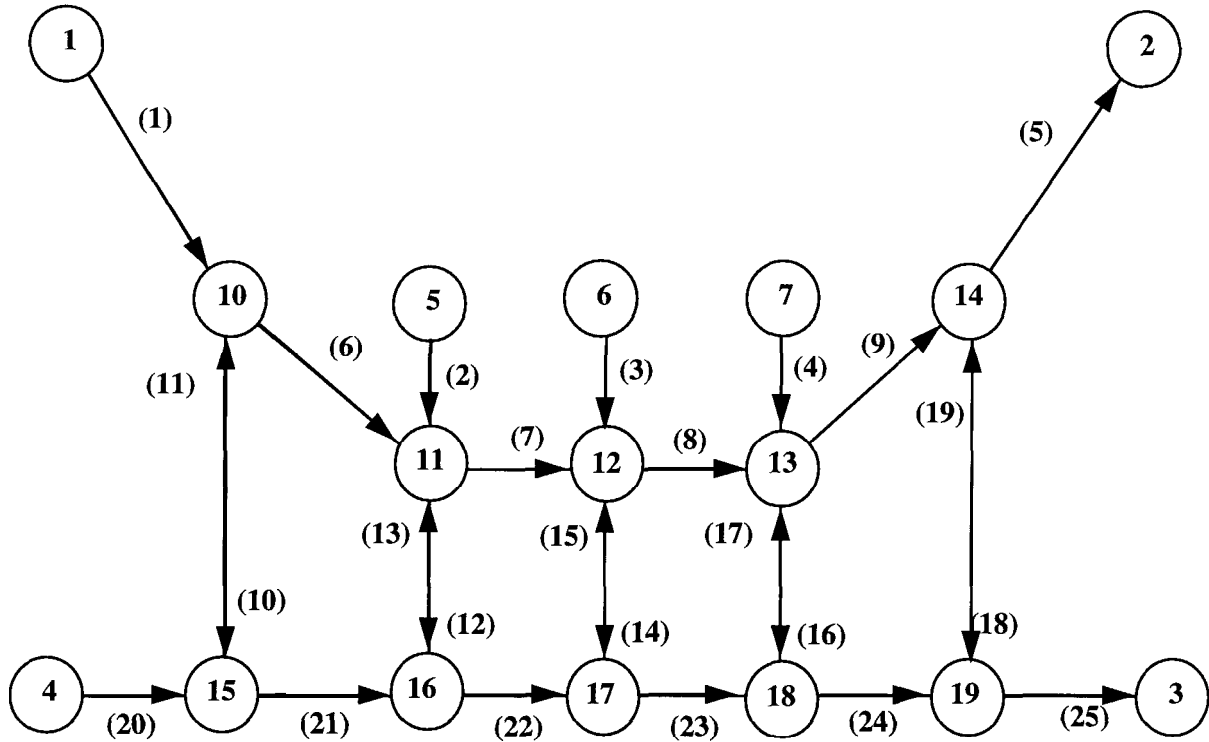 1 2
(1) (5)
10 5 6 7 14
(6) (2) (3) (4) (9)
(11) (19)
11 (7) 12 (8) 13
(13) (15) (17)
(10) (12) (14) (16) (18)
4 15 16 17 18 19 3
(20) (21) (22) (23) (24) (25)